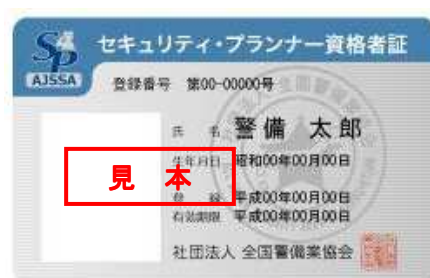 Sp
AJSSA
セキュリティ・プランナー資格者証
登録番号 第00-00000号
氏 名 警備 太郎
生年月日 昭和00年00月00日
見本
登 録 平成00年00月00日
有効期限 平成00年00月00日
社団法人 全国警備業協会